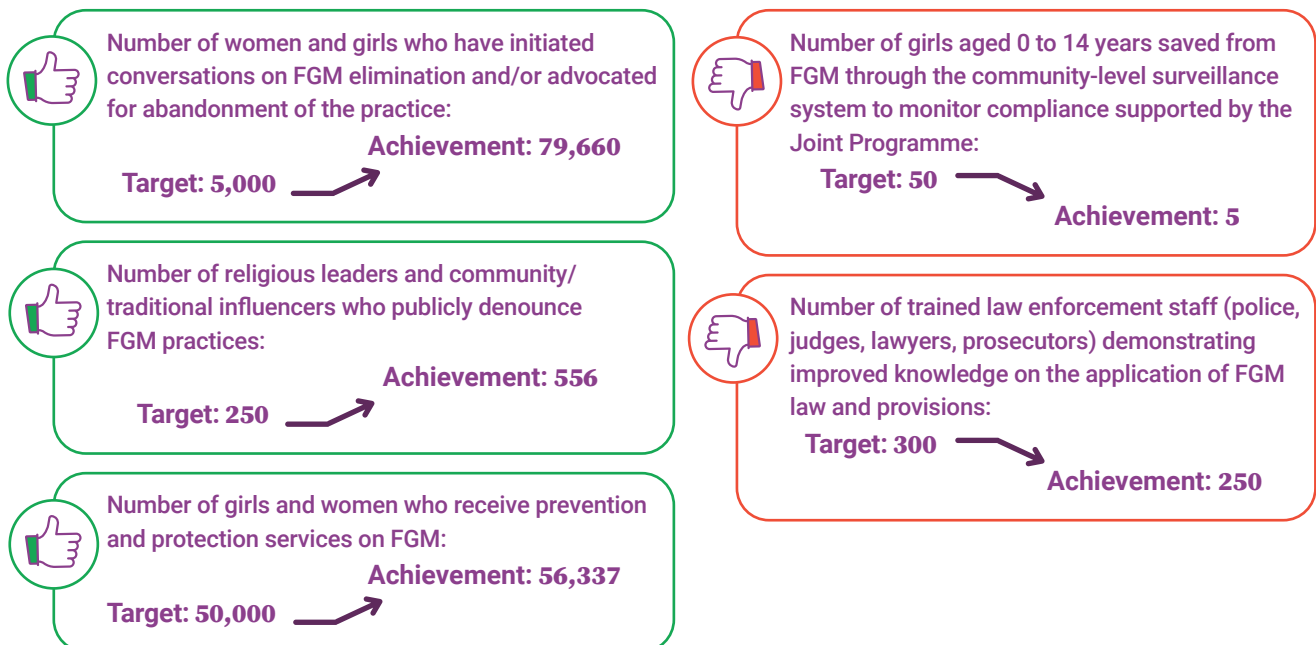 Number of women and girls who have initiated
conversations on FGM elimination and/or advocated
for abandonment of the practice:
Achievement: 79,660
Target: 5,000
Number of religious leaders and community/
traditional influencers who publicly denounce
FGM practices:
Achievement: 556
Target: 250
Number of girls and women who receive prevention
and protection services on FGM:
Achievement: 56,337
Target: 50,000
Number of girls aged 0 to 14 years saved from
FGM through the community-level surveillance
system to monitor compliance supported by the
Joint Programme:
Target: 50
Achievement: 5
Number of trained law enforcement staff (police,
judges, lawyers, prosecutors) demonstrating
improved knowledge on the application of FGM
law and provisions:
Target: 300
Achievement: 250